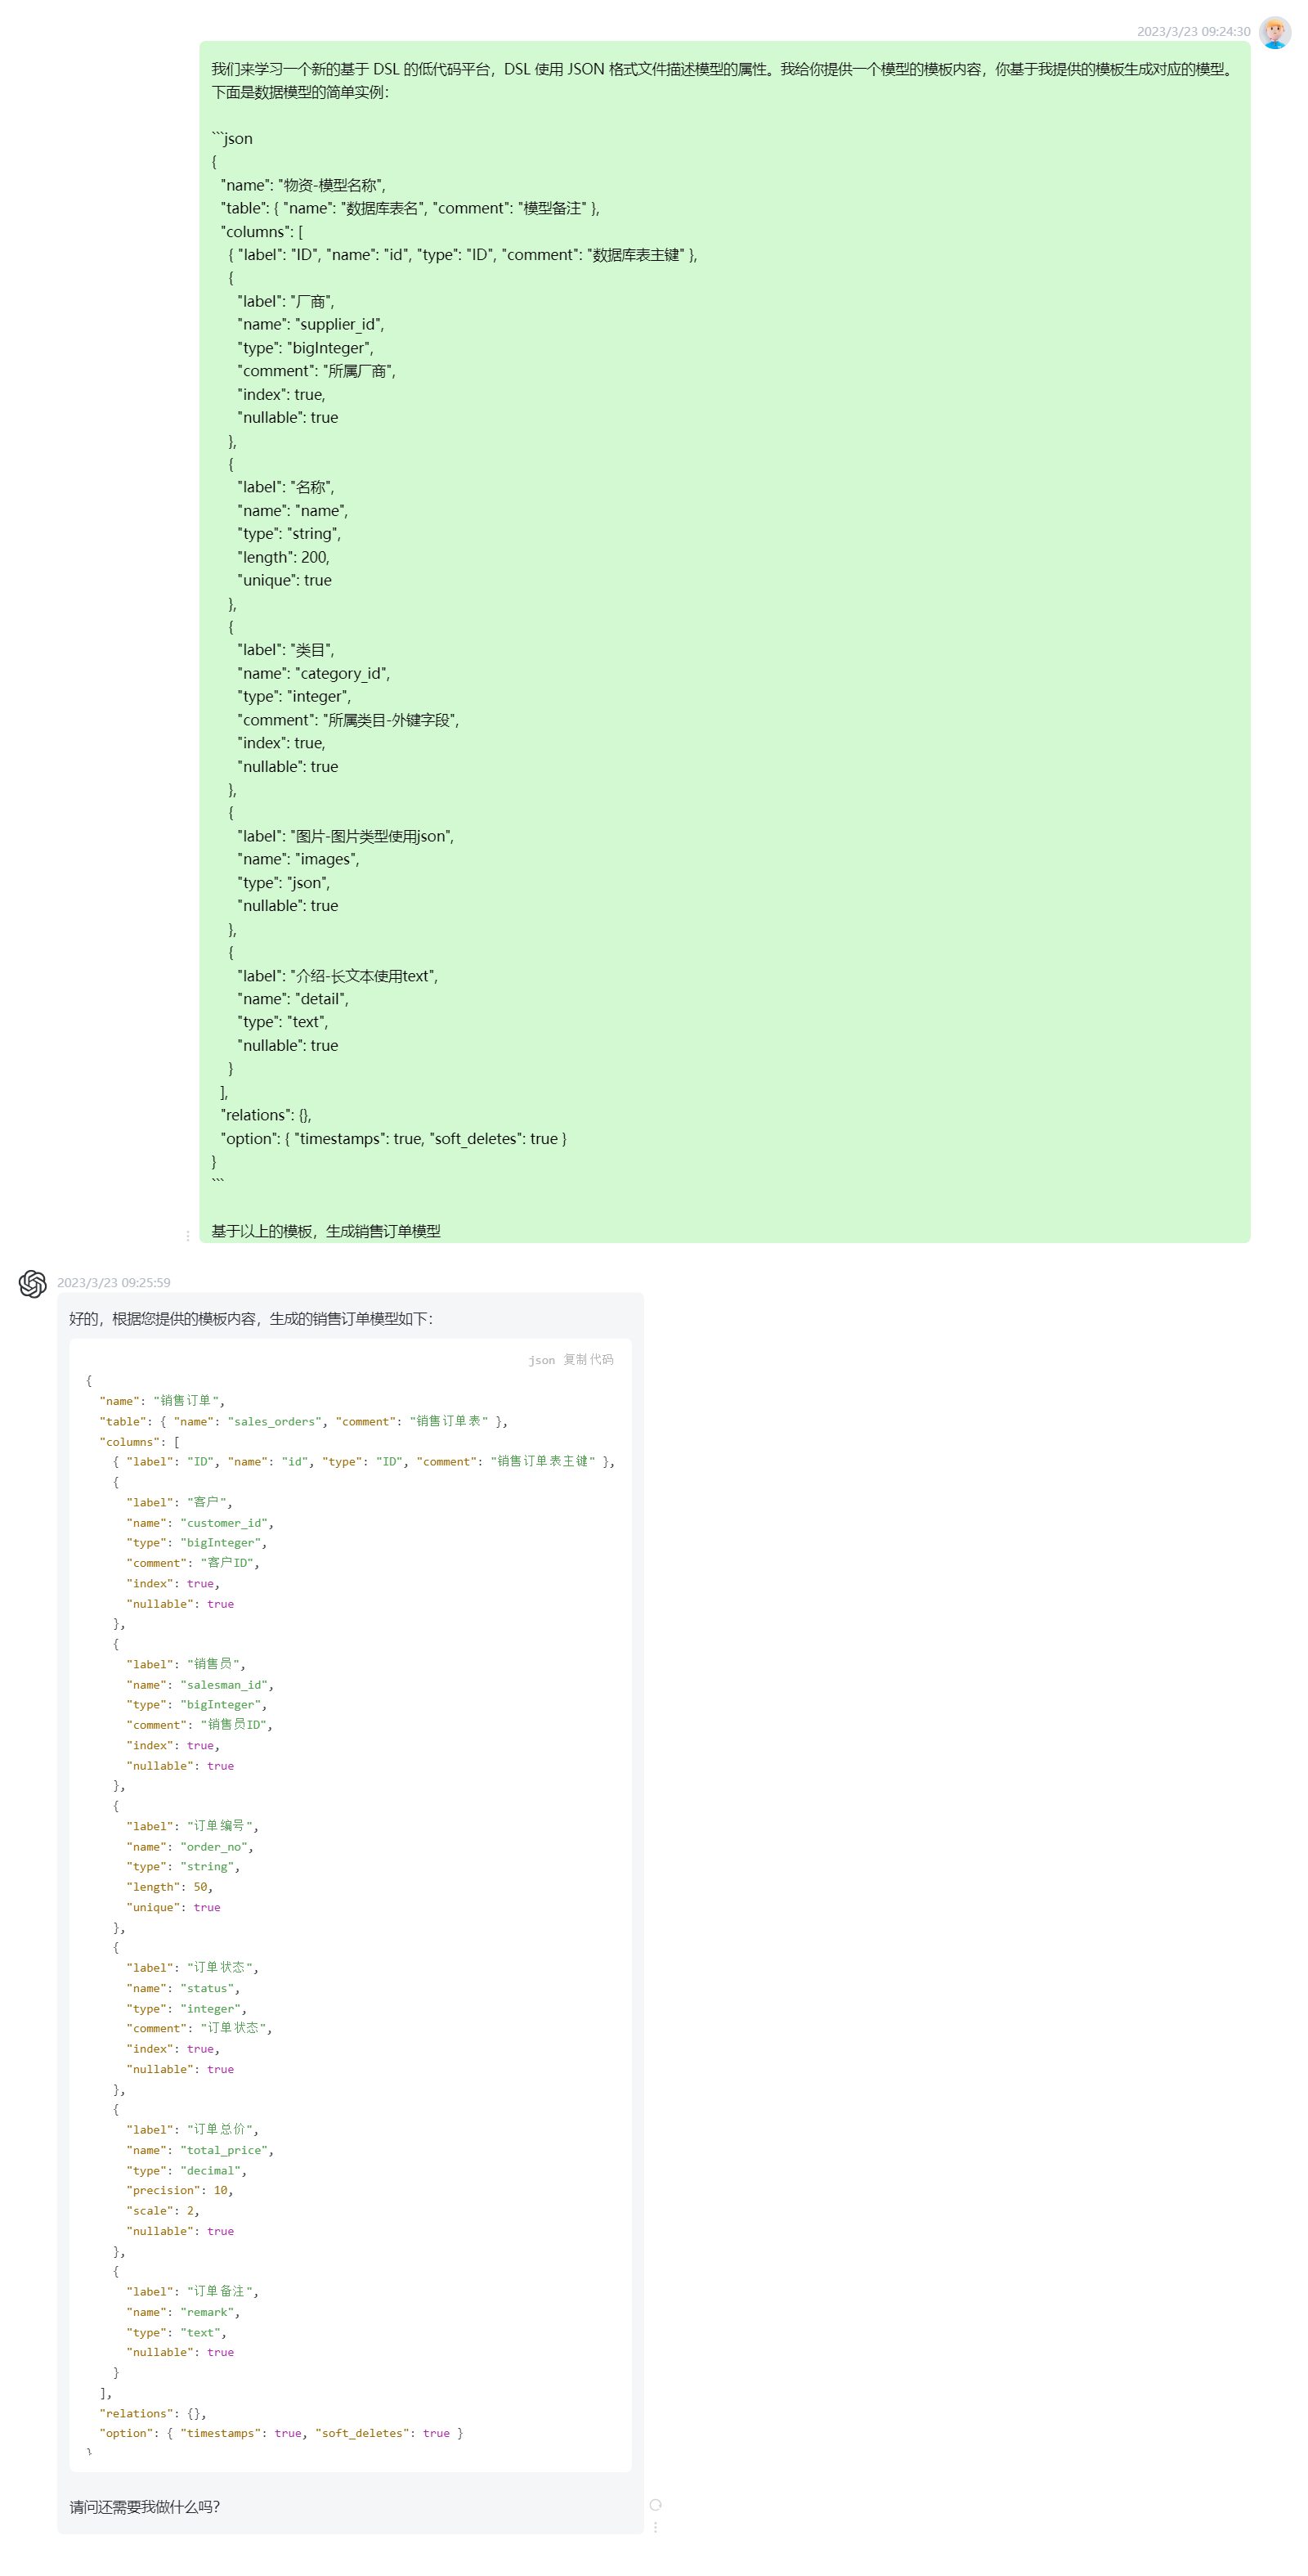 2023/3/23 09:24:30
我们来学习一个新的基于 DSL 的低代码平台，DSL 使用 JSON 格式文件描述模型的属性。我给你提供一个模型的模板内容，你基于我提供的模板生成对应的模型。
下面是数据模型的简单实例：
```json
{
  "name": "物资-模型名称",
  "table": { "name": "数据库表名", "comment": "模型备注" },
  "columns": [
    { "label": "ID", "name": "id", "type": "ID", "comment": "数据库表主键" },
    {
      "label": "厂商",
      "name": "supplier_id",
      "type": "bigInteger",
      "comment": "所属厂商",
      "index": true,
      "nullable": true
    },
    {
      "label": "名称",
      "name": "name",
      "type": "string",
      "length": 200,
      "unique": true
    },
    {
      "label": "类目",
      "name": "category_id",
      "type": "integer",
      "comment": "所属类目-外键字段",
      "index": true,
      "nullable": true
    },
    {
      "label": "图片-图片类型使用json",
      "name": "images",
      "type": "json",
      "nullable": true
    },
    {
      "label": "介绍-长文本使用text",
      "name": "detail",
      "type": "text",
      "nullable": true
    }
  ],
  "relations": {},
  "option": { "timestamps": true, "soft_deletes": true }
}
```
基于以上的模板，生成销售订单模型
2023/3/23 09:25:59
好的，根据您提供的模板内容，生成的销售订单模型如下：
json 复制代码
{
  "name": "销售订单",
  "table": { "name": "sales_orders", "comment": "销售订单表" },
  "columns": [
    { "label": "ID", "name": "id", "type": "ID", "comment": "销售订单表主键" },
    {
      "label": "客户",
      "name": "customer_id",
      "type": "bigInteger",
      "comment": "客户ID",
      "index": true,
      "nullable": true
    },
    {
      "label": "销售员",
      "name": "salesman_id",
      "type": "bigInteger",
      "comment": "销售员ID",
      "index": true,
      "nullable": true
    },
    {
      "label": "订单编号",
      "name": "order_no",
      "type": "string",
      "length": 50,
      "unique": true
    },
    {
      "label": "订单状态",
      "name": "status",
      "type": "integer",
      "comment": "订单状态",
      "index": true,
      "nullable": true
    },
    {
      "label": "订单总价",
      "name": "total_price",
      "type": "decimal",
      "precision": 10,
      "scale": 2,
      "nullable": true
    },
    {
      "label": "订单备注",
      "name": "remark",
      "type": "text",
      "nullable": true
    }
  ],
  "relations": {},
  "option": { "timestamps": true, "soft_deletes": true }
}
请问还需要我做什么吗？